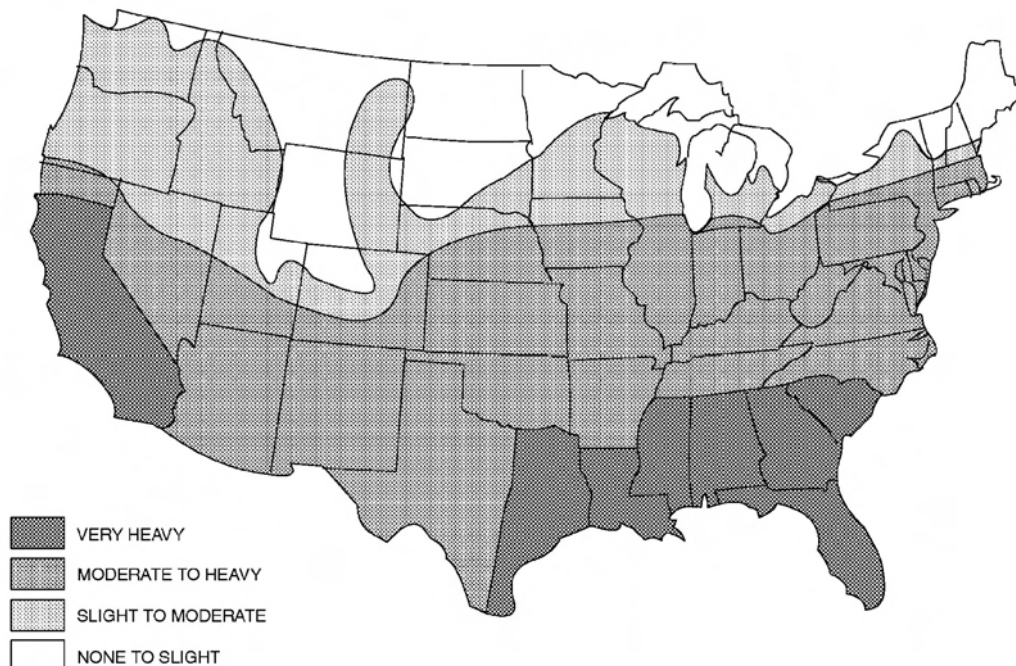 VERY HEAVY
MODERATE TO HEAVY
SLIGHT TO MODERATE
NONE TO SLIGHT